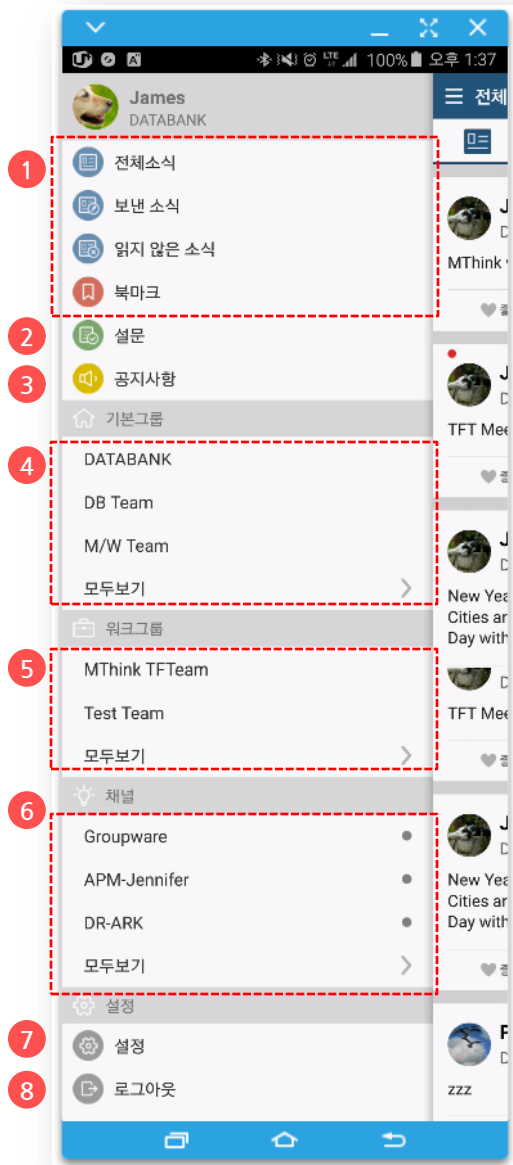 LTE 100% 오후 1:37
James
DATABANK
전체
1
전체소식
보낸 소식
읽지 않은 소식
북마크
2
설문
3
공지사항
기본그룹
4
DATABANK
DB Team
M/W Team
모두보기
워크그룹
5
MThink TFTeam
Test Team
모두보기
채널
6
Groupware
APM-Jennifer
DR-ARK
모두보기
설정
7
설정
8
로그아웃
MThink
TFT Mee
New Yea
Cities ar
Day with
TFT Mee
New Yea
Cities ar
Day with
zzz